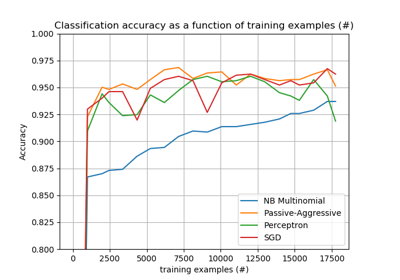 Classification accuracy as a function of training examples (#)
1.000
0.975
0.950
0.925
0.900
0.875
0.850
0.825
0.800
Accuracy
NB Multinomial
Passive-Aggressive
Perceptron
SGD
0 2500 5000 7500 10000 12500 15000 17500
training examples (#)